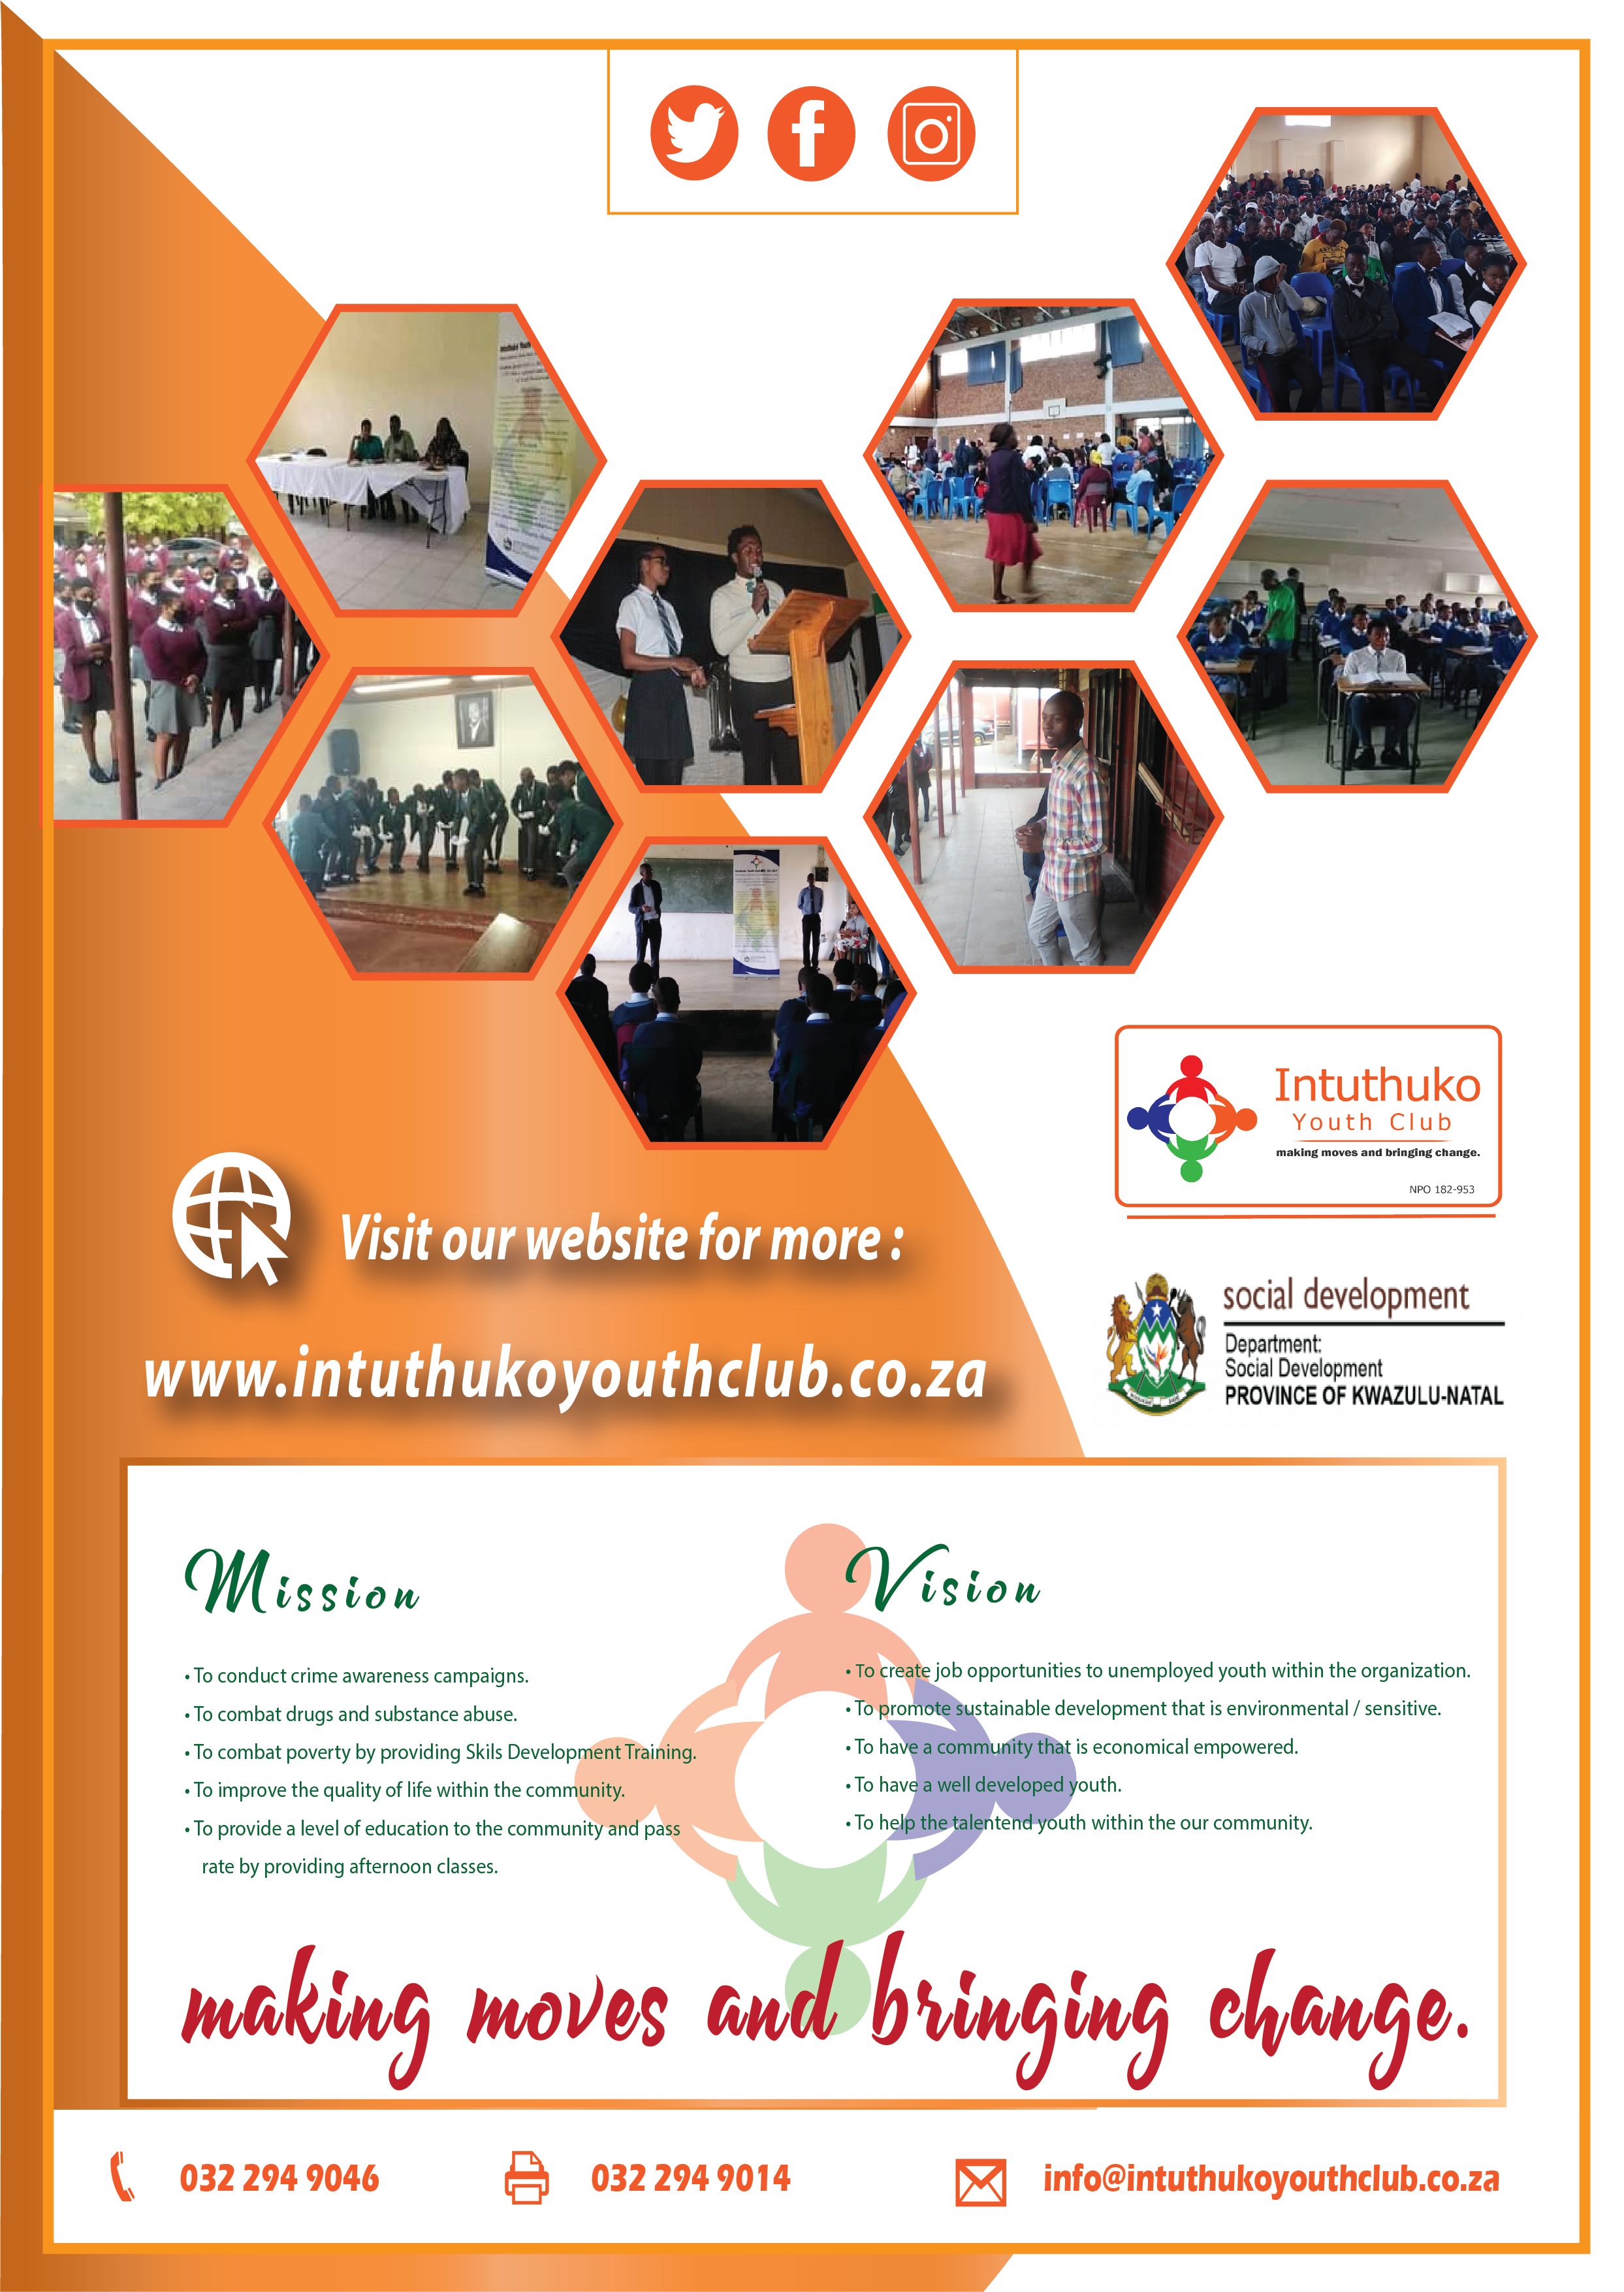 Intuthuko
Youth Club
making moves and bringing change.
NPO 182-953
Visit our website for more :
www.intuthukoyouthclub.co.za
social development
Department:
Social Development
PROVINCE OF KWAZULU-NATAL
Mission
• To conduct crime awareness campaigns.
• To combat drugs and substance abuse.
• To combat poverty by providing Skils Development Training.
• To improve the quality of life within the community.
• To provide a level of education to the community and pass
rate by providing afternoon classes.
Vision
• To create job opportunities to unemployed youth within the organization.
• To promote sustainable development that is environmental / sensitive.
• To have a community that is economical empowered.
• To have a well developed youth.
• To help the talentend youth within the our community.
making moves and bringing change.
032 294 9046
032 294 9014
info@intuthukoyouthclub.co.za